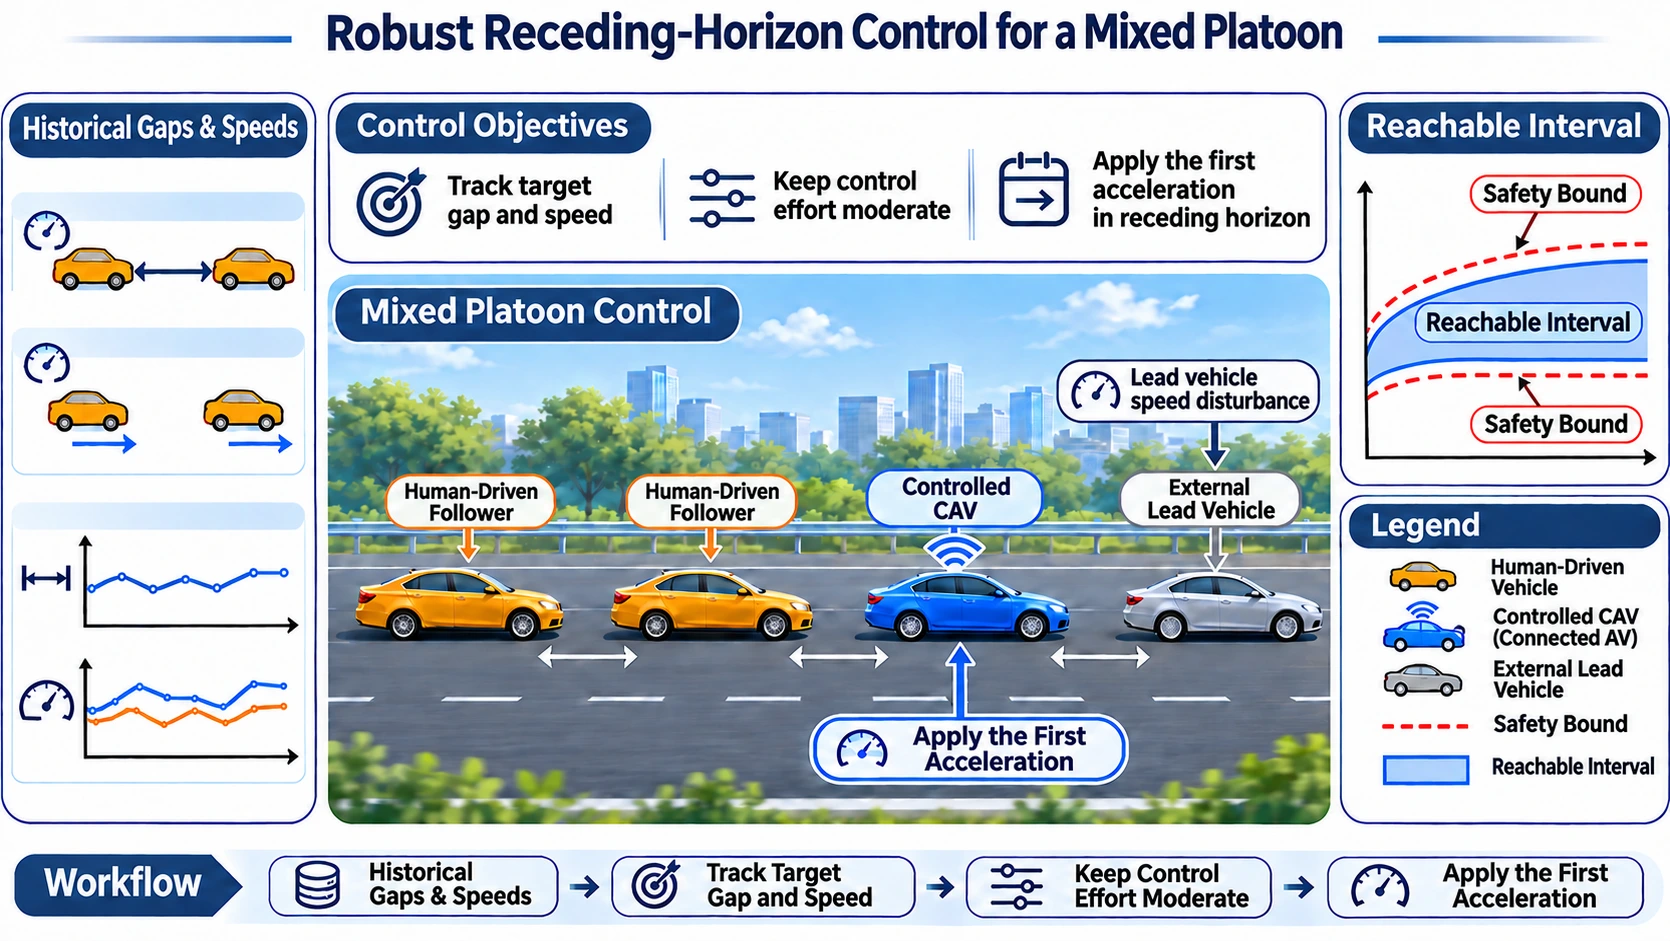 Robust Receding-Horizon Control for a Mixed Platoon
Historical Gaps & Speeds
Control Objectives
Track target
gap and speed
Keep control
effort moderate
Apply the first
acceleration
in receding horizon
Mixed Platoon Control
Lead vehicle
speed disturbance
Human-Driven
Follower
Human-Driven
Follower
Controlled
CAV
External
Lead Vehicle
Apply the First
Acceleration
Reachable Interval
Safety Bound
Reachable Interval
Safety Bound
Legend
Human-Driven
Vehicle
Controlled CAV
(Connected AV)
External Lead
Vehicle
Safety Bound
Reachable Interval
Workflow
Historical
Gaps & Speeds
Track Target
Gap and Speed
Keep Control
Effort Moderate
Apply the First
Acceleration